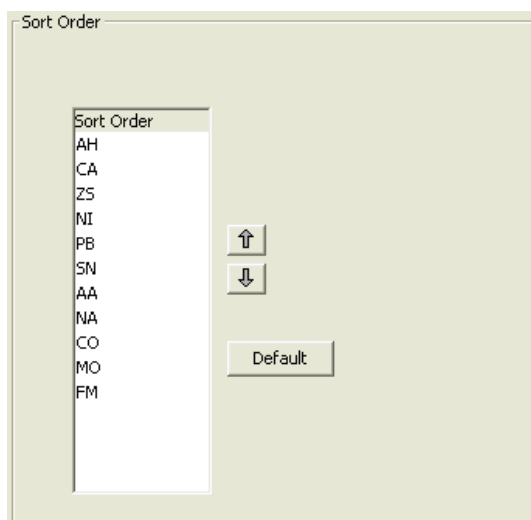 Sort Order
Sort Order
AH
CA
ZS
NI
PB
SN
AA
NA
CO
MO
FM
Default